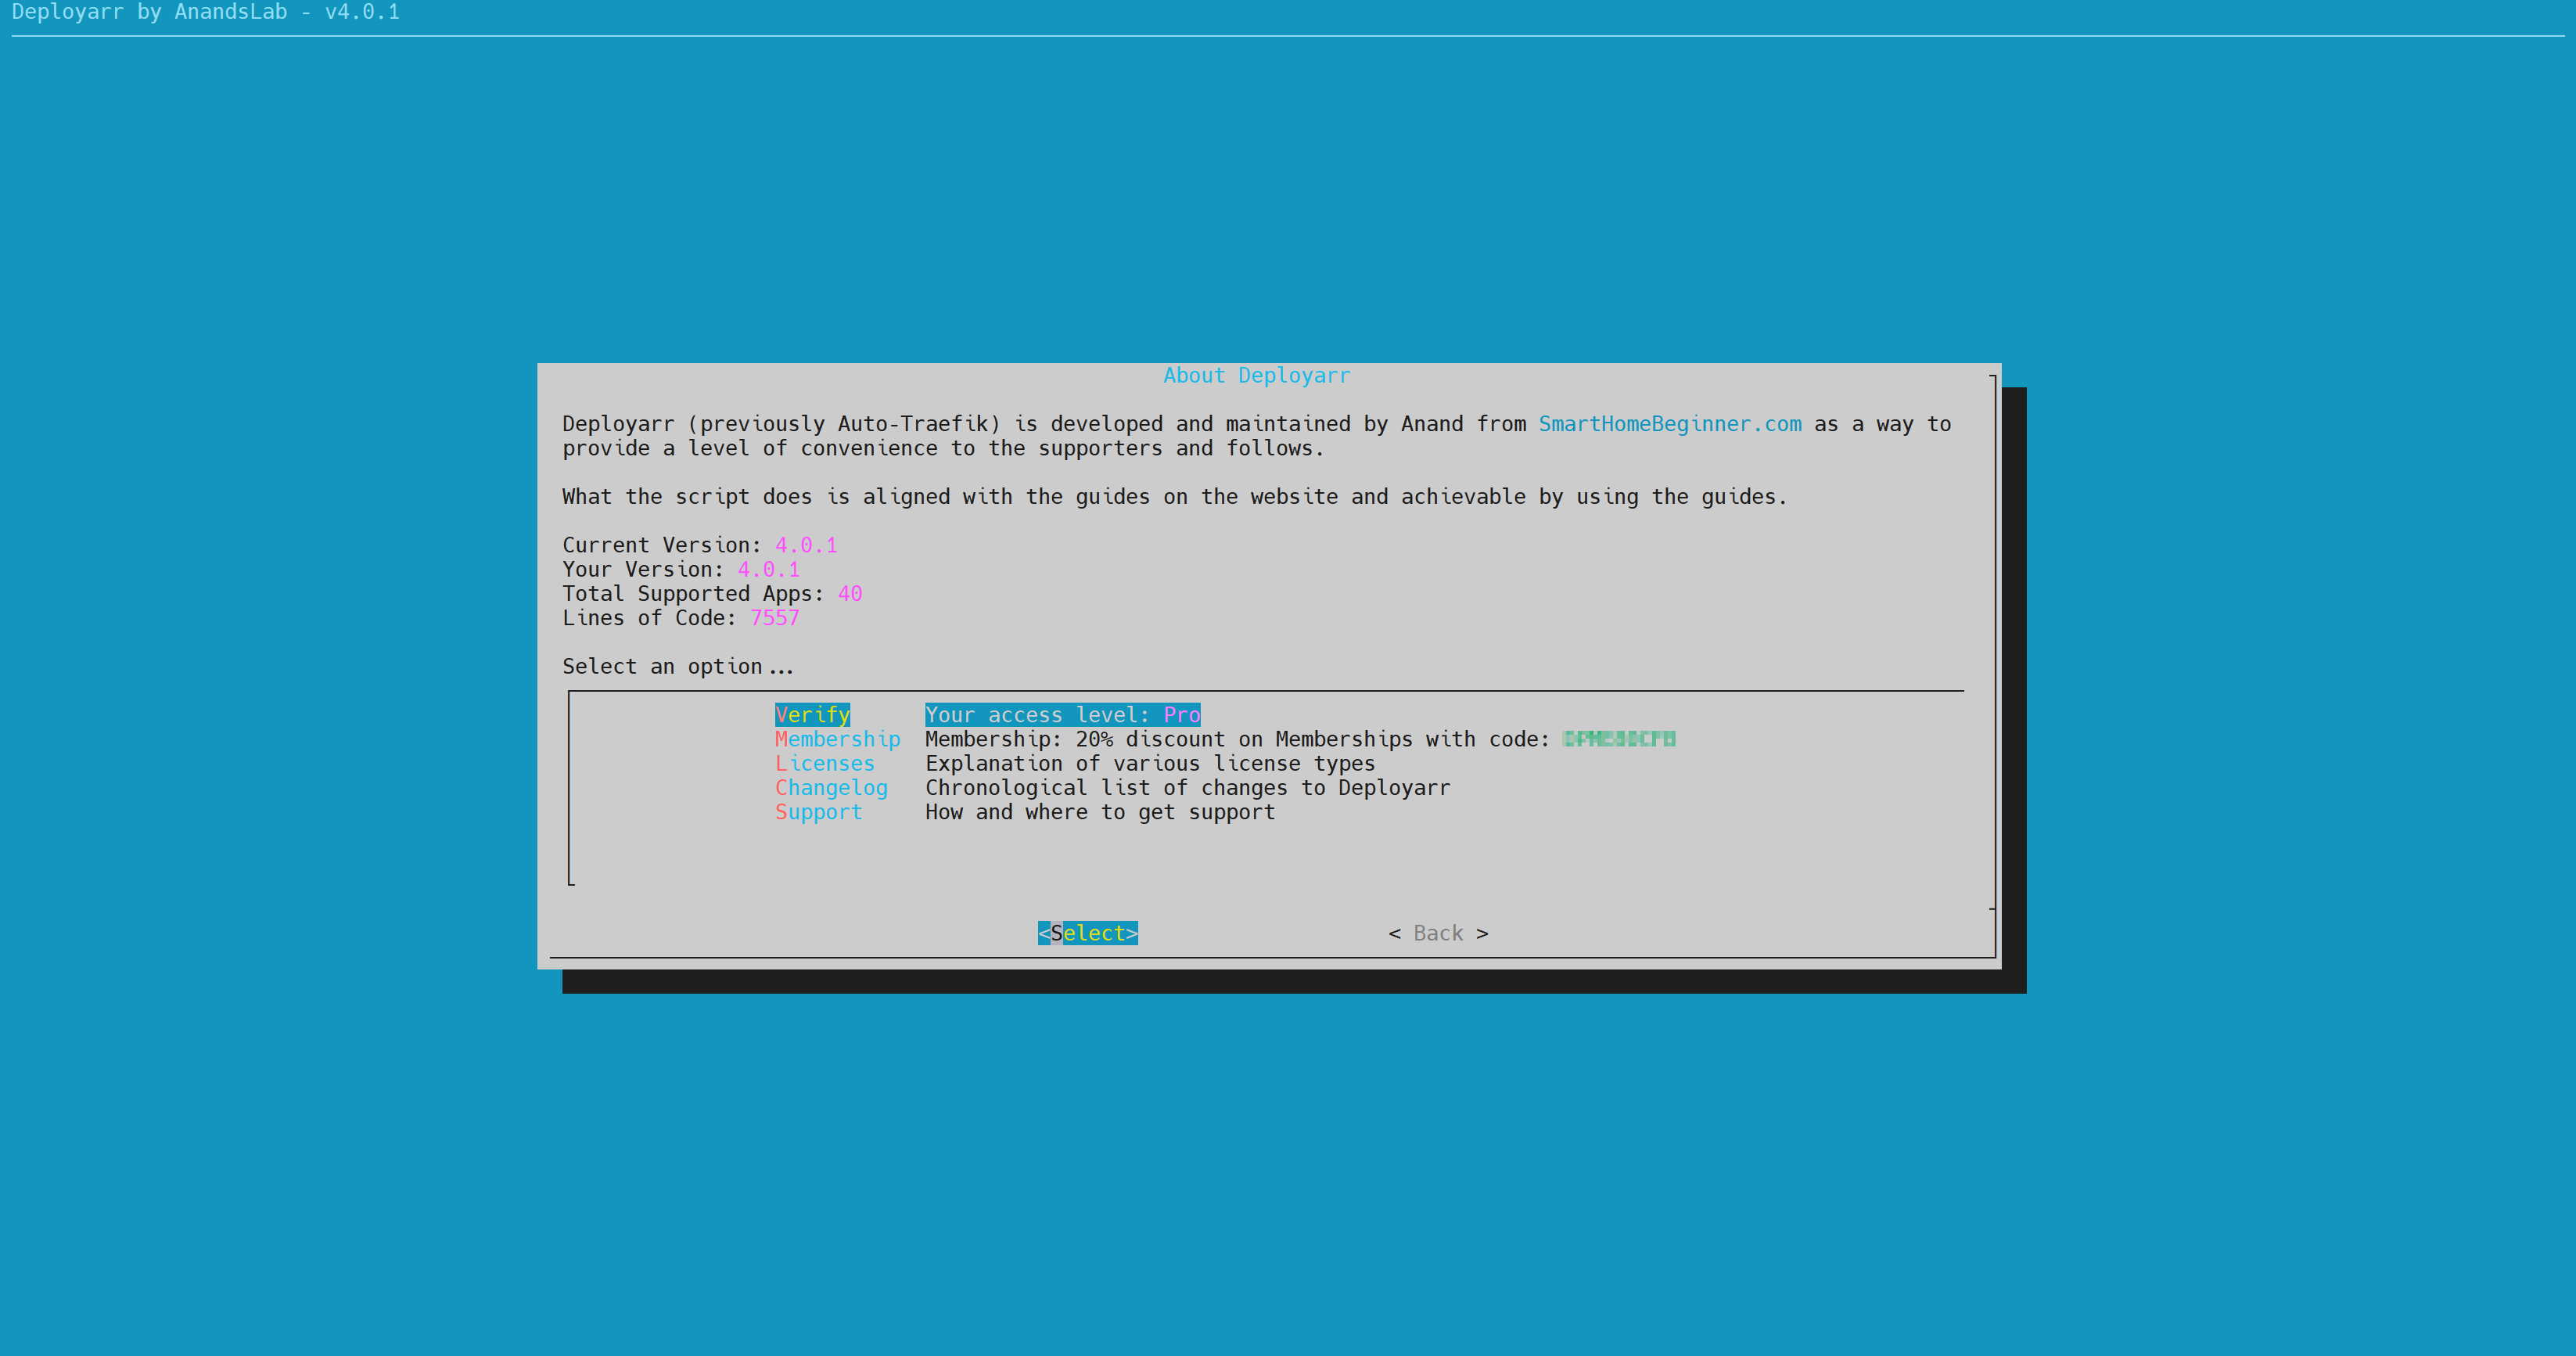 Deployarr by AnandsLab - v4.0.1
About Deployarr
Deployarr (previously Auto-Traefik) is developed and maintained by Anand from SmartHomeBeginner.com as a way to
provide a level of convenience to the supporters and follows.
What the script does is aligned with the guides on the website and achievable by using the guides.
Current Version: 4.0.1
Your Version: 4.0.1
Total Supported Apps: 40
Lines of Code: 7557
Select an option...
Verify Your access level: Pro
Membership Membership: 20% discount on Memberships with code:
Licenses Explanation of various license types
Changelog Chronological list of changes to Deployarr
Support How and where to get support
<Select> < Back >